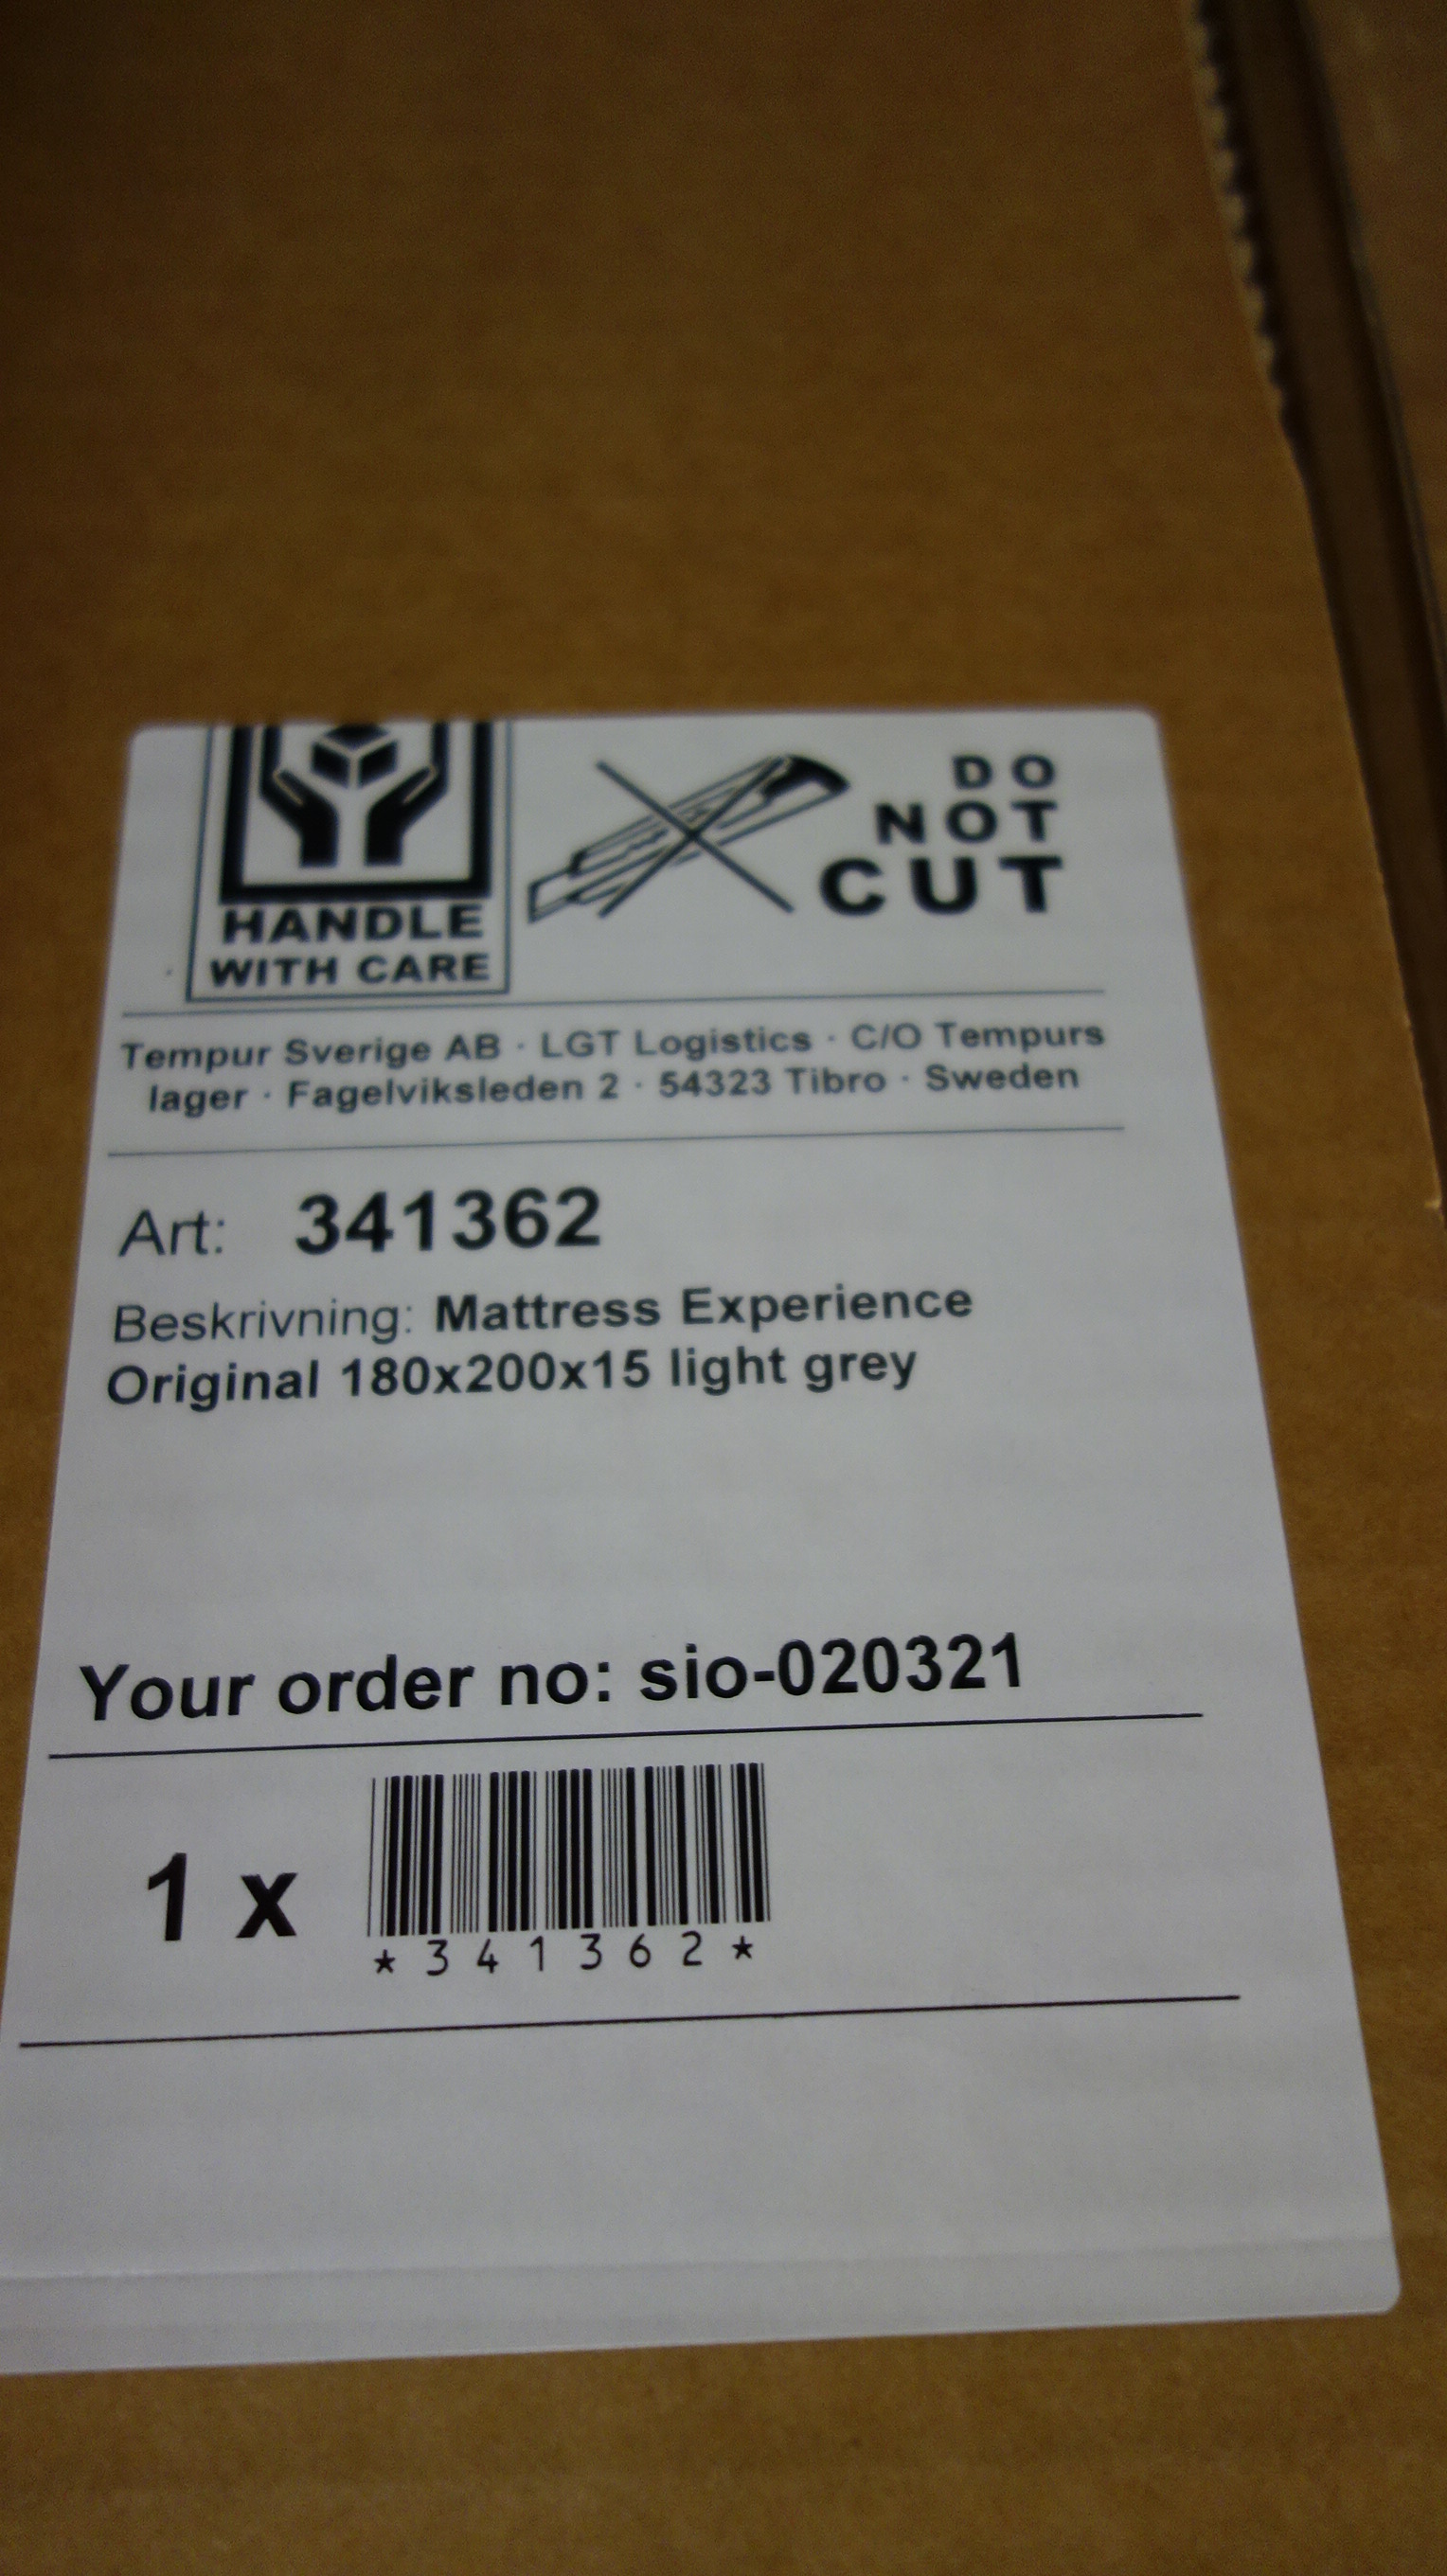 HANDLE
WITH CARE
DO
NOT
CUT
Tempur Sverige AB · LGT Logistics · C/O Tempurs
lager · Fagelviksleden 2 · 54323 Tibro · Sweden
Art: 341362
Beskrivning: Mattress Experience
Original 180x200x15 light grey
Your order no: sio-020321
1 x
*341362*